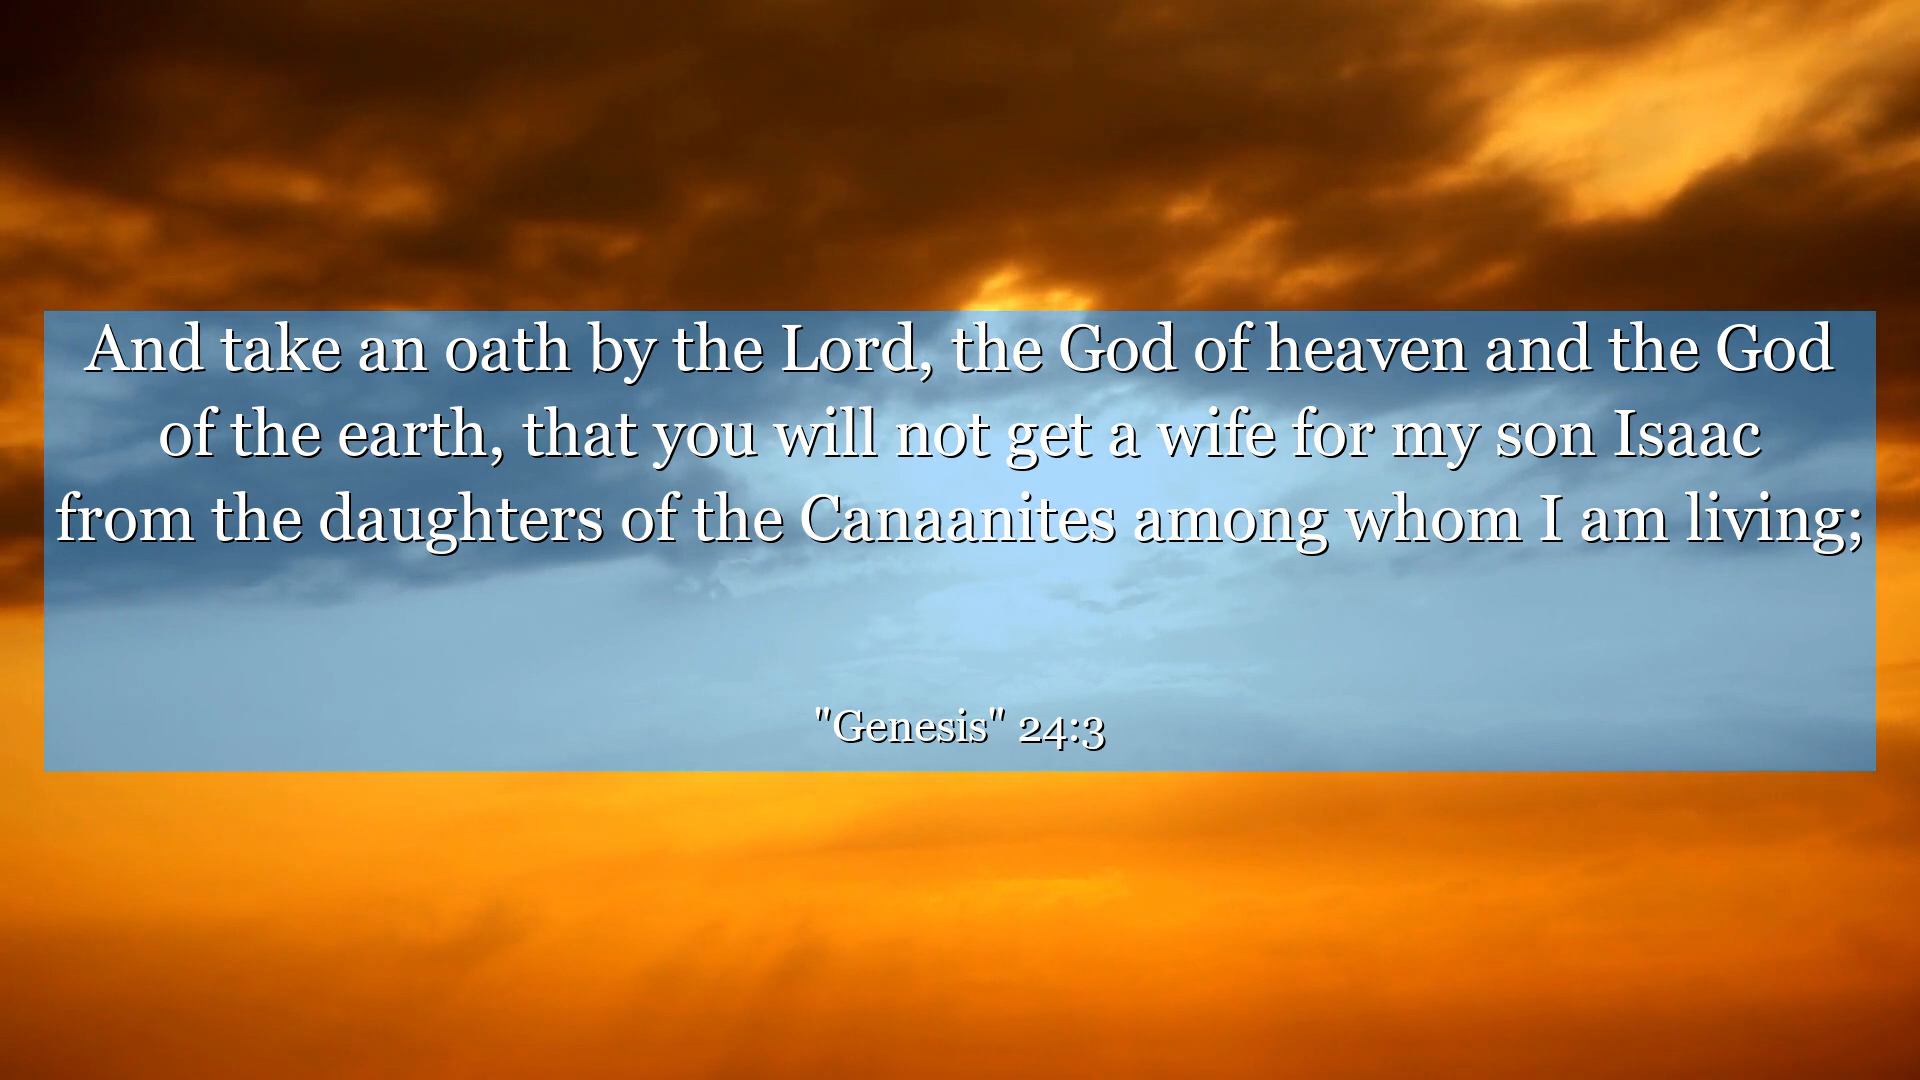 And take an oath by the Lord, the God of heaven and the God
of the earth, that you will not get a wife for my son Isaac
from the daughters of the Canaanites among whom I am living;
"Genesis" 24:3